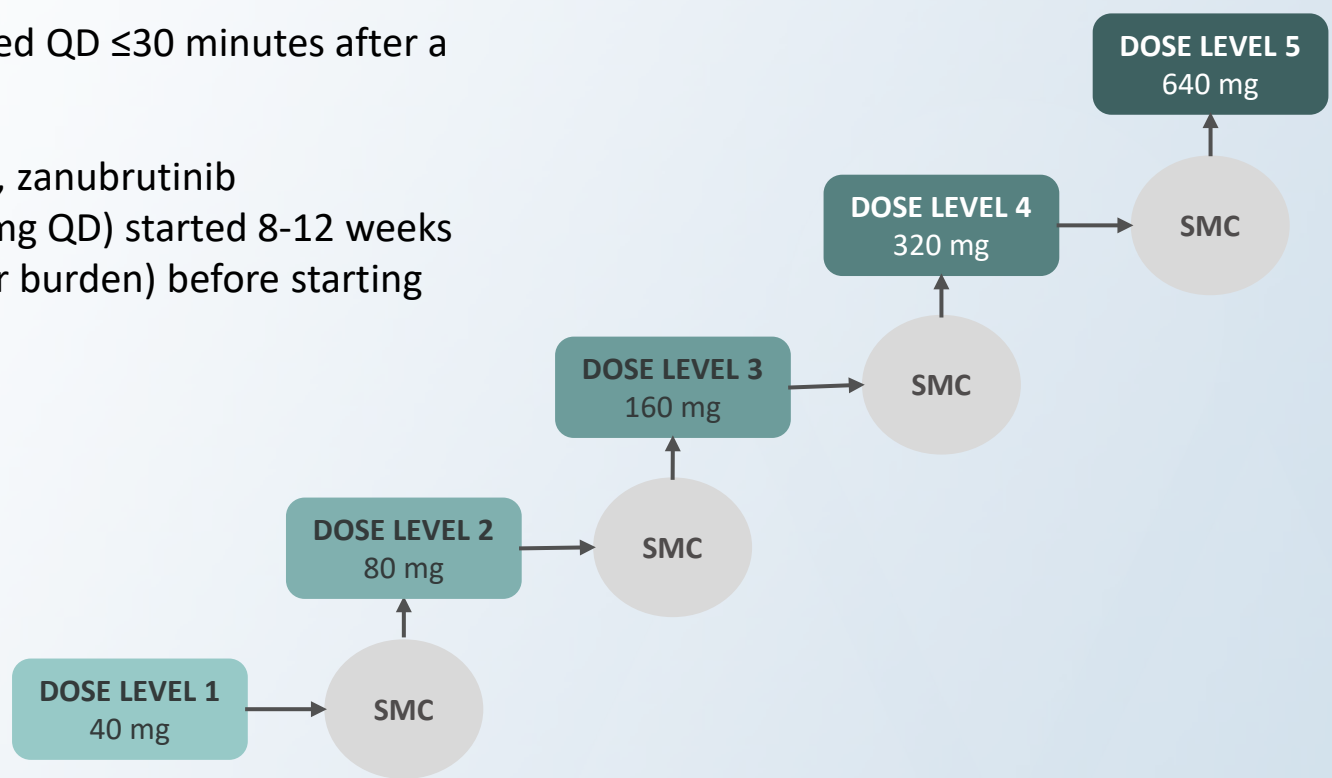 ed QD ≤30 minutes after a
, zanubrutinib
mg QD) started 8-12 weeks
r burden) before starting
DOSE LEVEL 5
640 mg
DOSE LEVEL 4
320 mg
SMC
DOSE LEVEL 3
160 mg
SMC
DOSE LEVEL 2
80 mg
SMC
DOSE LEVEL 1
40 mg
SMC